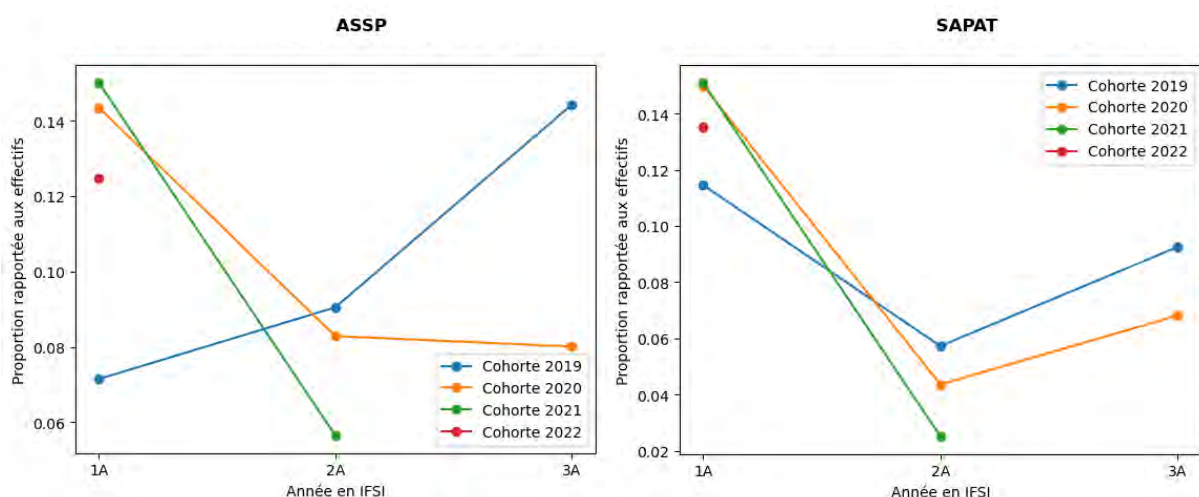 ASSP
Proportion rapportée aux effectifs
0.14
0.12
0.10
0.08
0.06
1A
2A
3A
Année en IFSI
Cohorte 2019
Cohorte 2020
Cohorte 2021
Cohorte 2022
SAPAT
Proportion rapportée aux effectifs
0.14
0.12
0.10
0.08
0.06
0.04
0.02
1A
2A
3A
Année en IFSI
Cohorte 2019
Cohorte 2020
Cohorte 2021
Cohorte 2022